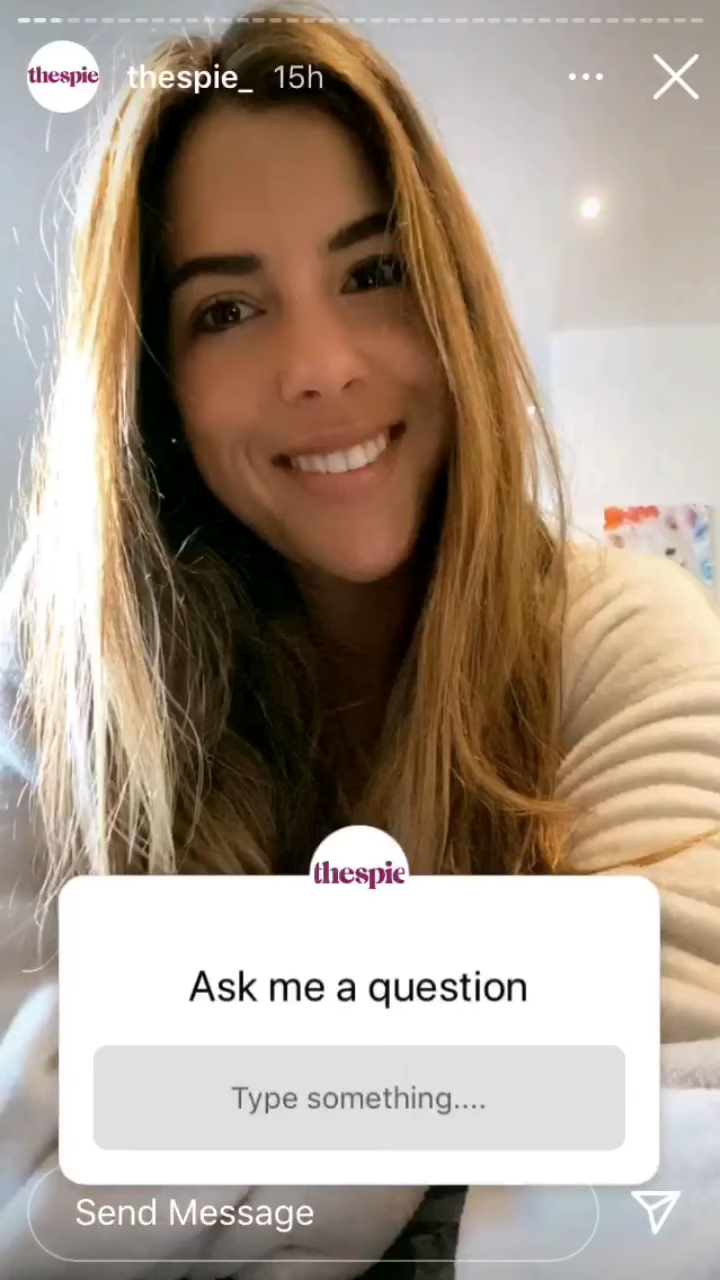 thespie
thespie_ 15h
thespie
Ask me a question
Type something....
Send Message